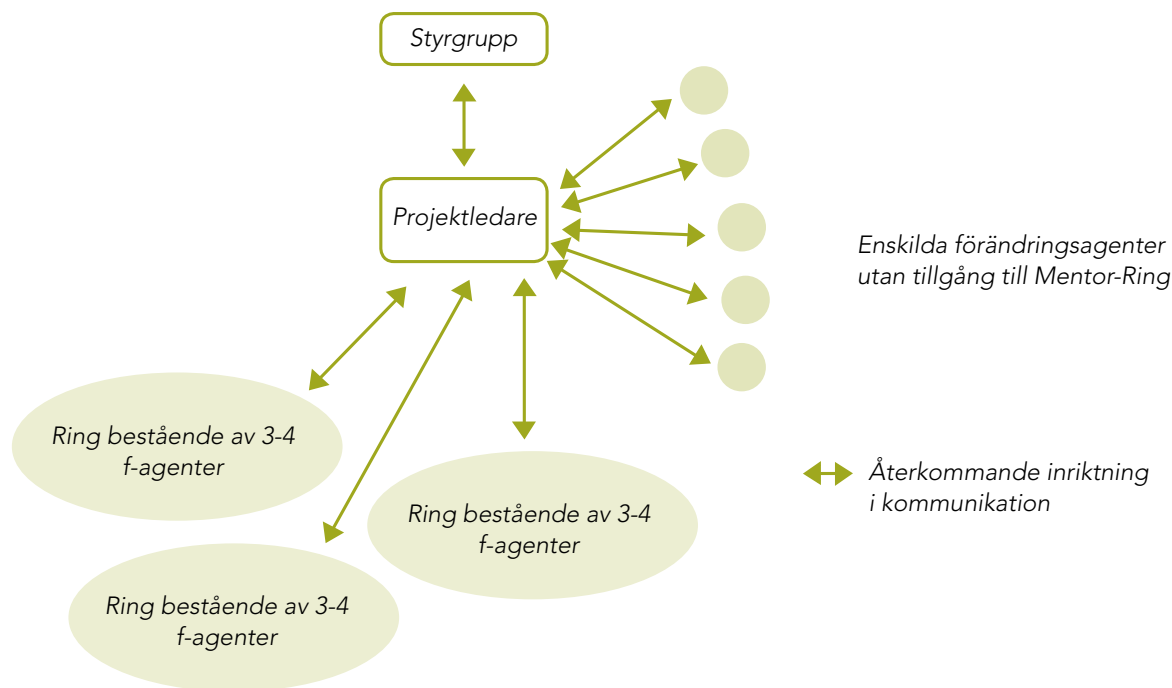 Styrgrupp
Projektledare
Enskilda förändringsagenter
utan tillgång till Mentor-Ring
Ring bestående av 3-4
f-agenter
Återkommande inriktning
i kommunikation
Ring bestående av 3-4
f-agenter
Ring bestående av 3-4
f-agenter